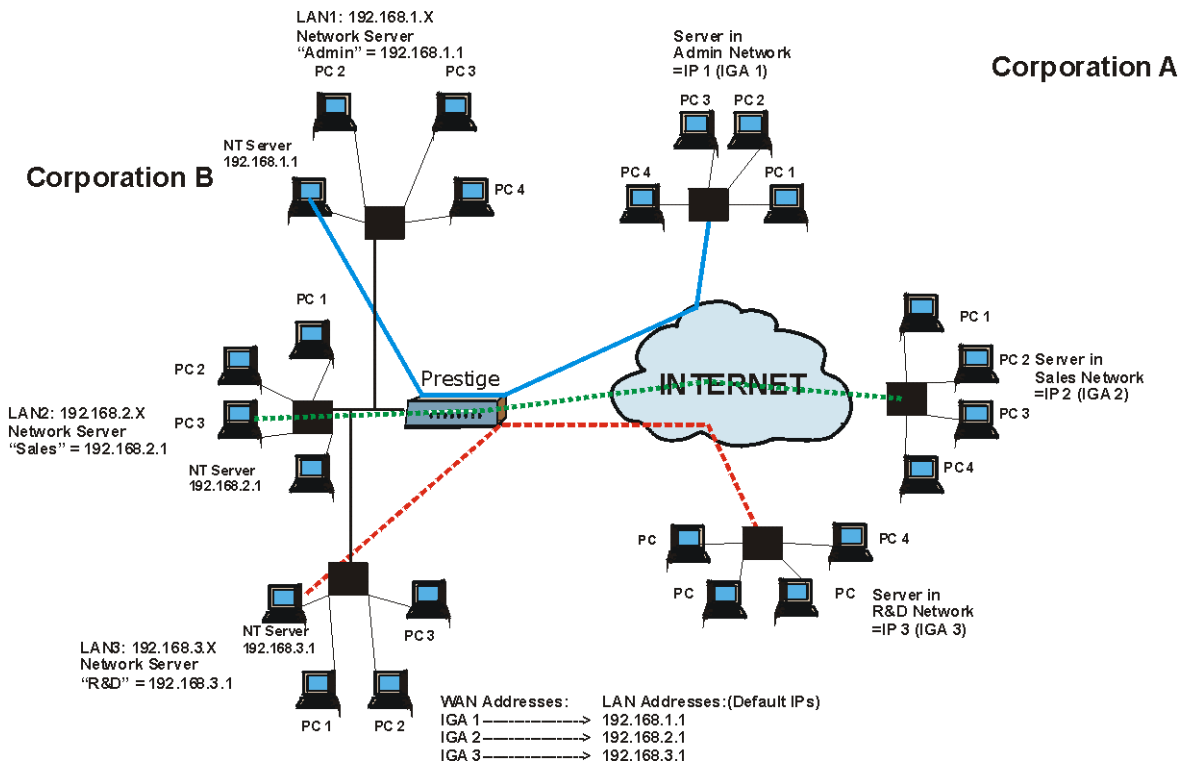 LAN1: 192.168.1.X
Network Server
“Admin” = 192.168.1.1
PC 2
PC 3
NT Server
192.168.1.1
PC 4
Corporation B
Server in
Admin Network
=IP 1 (IGA 1)
Corporation A
PC 3
PC 2
PC 4
PC 1
PC 1
PC 2
PC 3
LAN2: 192.168.2.X
Network Server
“Sales” = 192.168.2.1
NT Server
192.168.2.1
Prestige
INTERNET
PC 1
PC 2
Server in
Sales Network
=IP 2 (IGA 2)
PC 3
PC 4
PC
PC 4
PC
PC
Server in
R&D Network
=IP 3 (IGA 3)
NT Server
192.168.3.1
PC 3
LAN3: 192.168.3.X
Network Server
“R&D” = 192.168.3.1
PC 1
PC 2
WAN Addresses:
LAN Addresses:(Default IPs)
IGA 1-----------------> 192.168.1.1
IGA 2-----------------> 192.168.2.1
IGA 3-----------------> 192.168.3.1